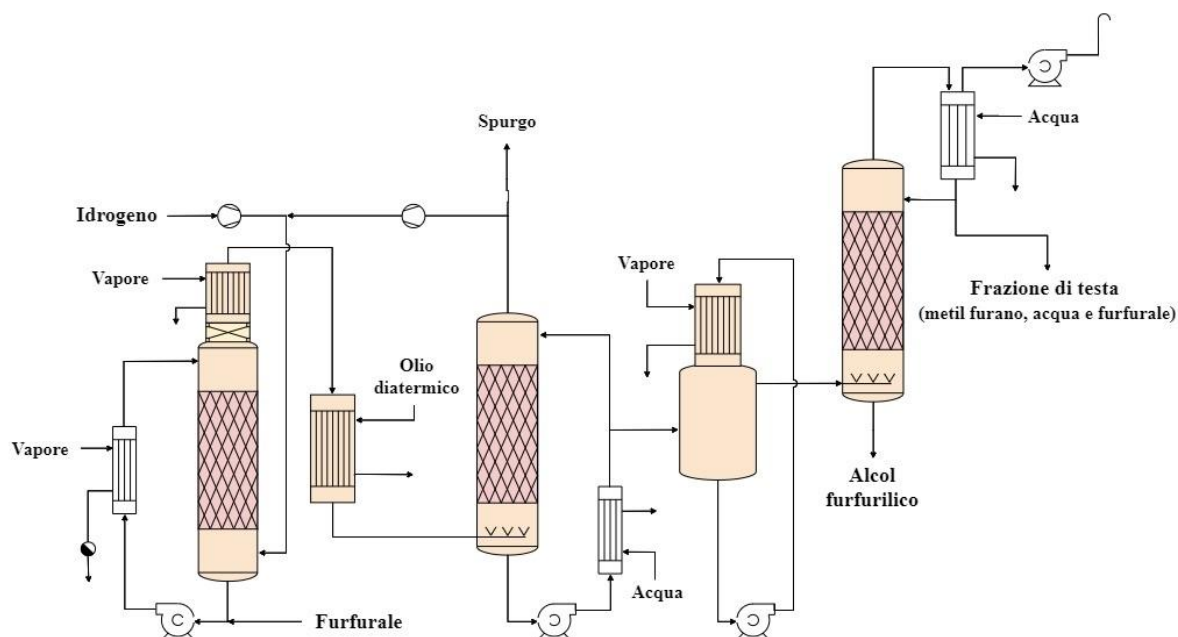 Spurgo
Acqua
Idrogeno
Vapore
Vapore
Frazione di testa
(metil furano, acqua e furfurale)
Olio
diatermico
Vapore
Alcol
furfurilico
Acqua
Furfurale